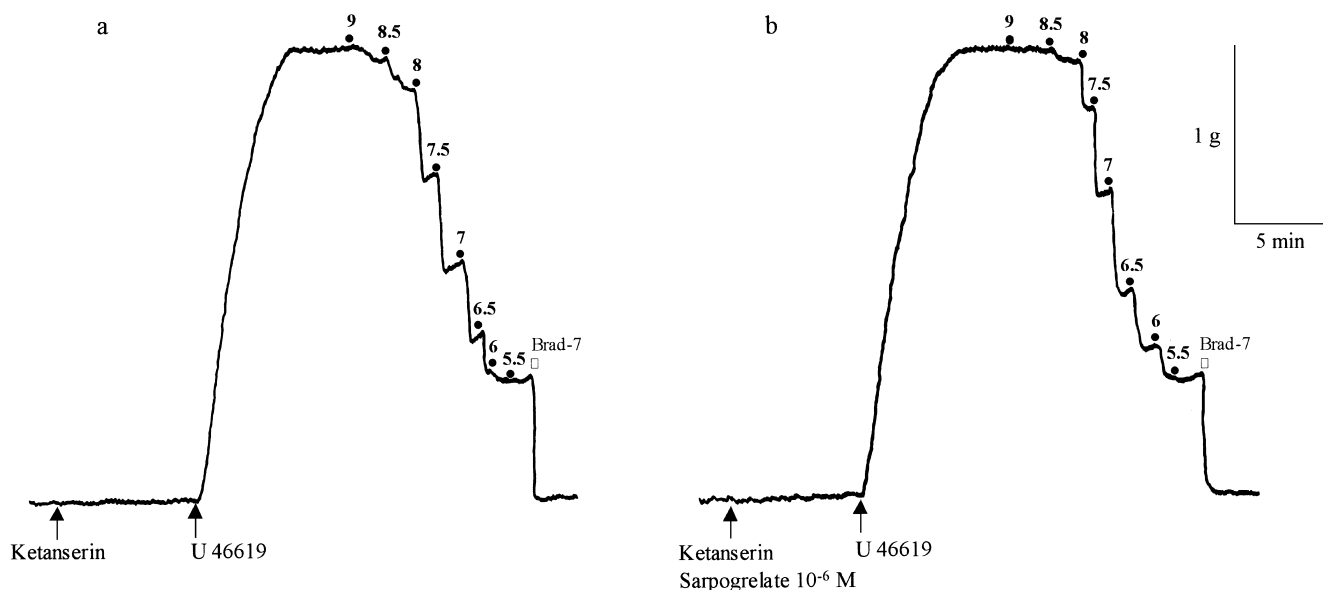 a
9
8.5
8
7.5
7
6.5
6
5.5
Brad-7
Ketanserin
U 46619
b
9
8.5
8
7.5
7
6.5
6
5.5
Brad-7
Ketanserin
Sarpogrelate 10⁻⁶ M
U 46619
1 g
5 min